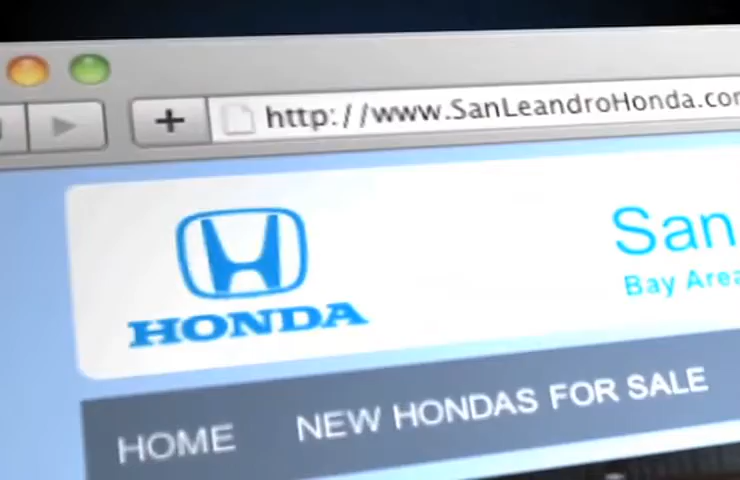 http://www.SanLeandroHonda.co
San
Bay Area
HONDA
HOME NEW HONDAS FOR SALE